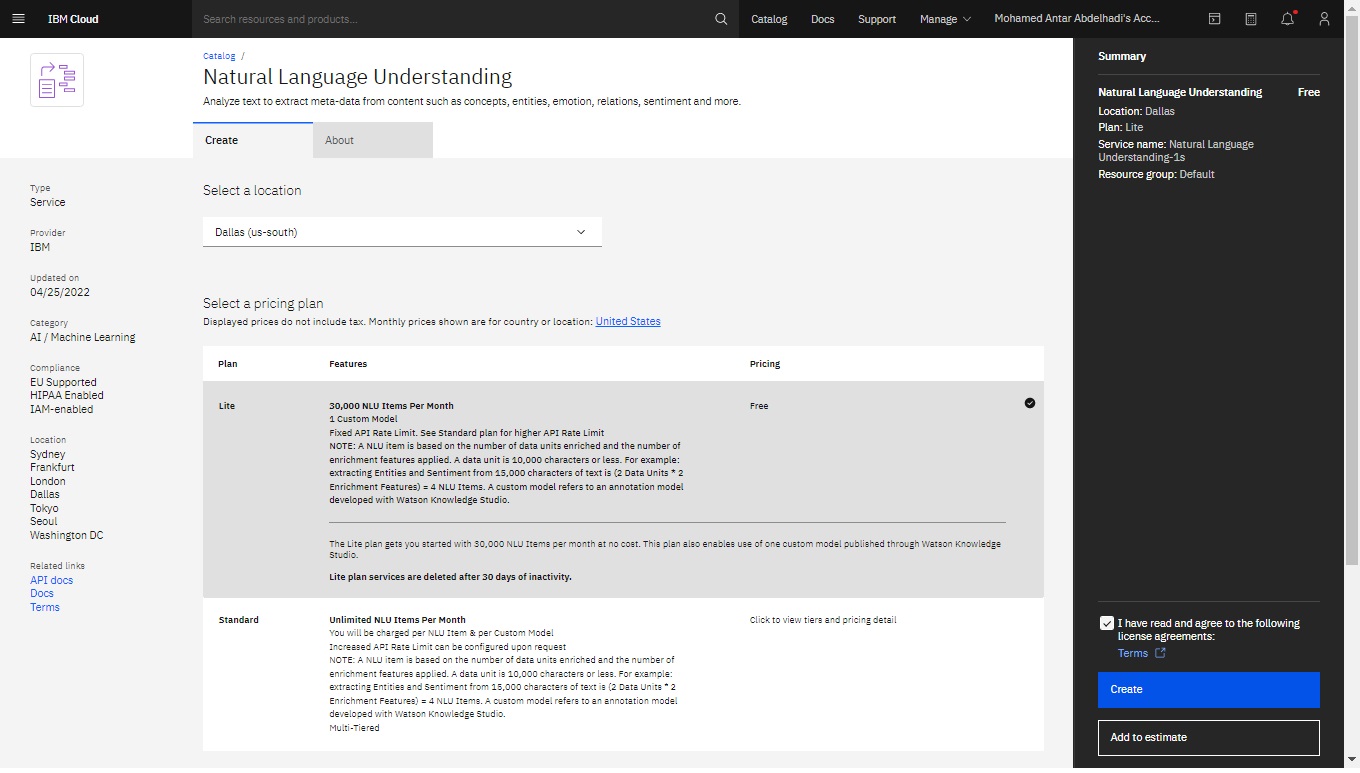 IBM Cloud
Search resources and products...
Catalog
Docs
Support
Manage
Mohamed Antar Abdelhadi's Acc...
Catalog /
Natural Language Understanding
Analyze text to extract meta-data from content such as concepts, entities, emotion, relations, sentiment and more.
Create
About
Type
Service
Provider
IBM
Updated on
04/25/2022
Category
AI / Machine Learning
Compliance
EU Supported
HIPAA Enabled
IAM-enabled
Location
Sydney
Frankfurt
London
Dallas
Tokyo
Seoul
Washington DC
Related links
API docs
Docs
Terms
Select a location
Dallas (us-south)
Select a pricing plan
Displayed prices do not include tax. Monthly prices shown are for country or location: United States
Plan
Features
Pricing
Lite
30,000 NLU Items Per Month
1 Custom Model
Fixed API Rate Limit. See Standard plan for higher API Rate Limit
NOTE: A NLU item is based on the number of data units enriched and the number of
enrichment features applied. A data unit is 10,000 characters or less. For example:
extracting Entities and Sentiment from 15,000 characters of text is (2 Data Units * 2
Enrichment Features) = 4 NLU Items. A custom model refers to an annotation model
developed with Watson Knowledge Studio.
Free
The Lite plan gets you started with 30,000 NLU Items per month at no cost. This plan also enables use of one custom model published through Watson Knowledge
Studio.
Lite plan services are deleted after 30 days of inactivity.
Standard
Unlimited NLU Items Per Month
You will be charged per NLU Item & per Custom Model
Increased API Rate Limit can be configured upon request
NOTE: A NLU item is based on the number of data units enriched and the number of
enrichment features applied. A data unit is 10,000 characters or less. For example:
extracting Entities and Sentiment from 15,000 characters of text is (2 Data Units * 2
Enrichment Features) = 4 NLU Items. A custom model refers to an annotation model
developed with Watson Knowledge Studio.
Multi-Tiered
Click to view tiers and pricing detail
Summary
Natural Language Understanding
Free
Location: Dallas
Plan: Lite
Service name: Natural Language
Understanding-1s
Resource group: Default
I have read and agree to the following
license agreements:
Terms
Create
Add to estimate